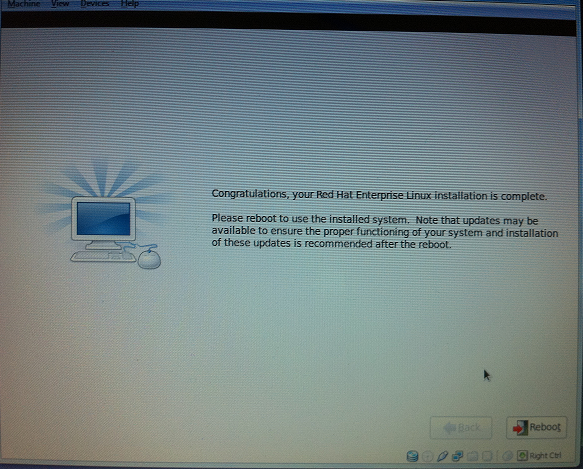 Machine View Devices Help
Congratulations, your Red Hat Enterprise Linux installation is complete.
Please reboot to use the installed system. Note that updates may be
available to ensure the proper functioning of your system and installation
of these updates is recommended after the reboot.
Back Reboot
Right Ctrl